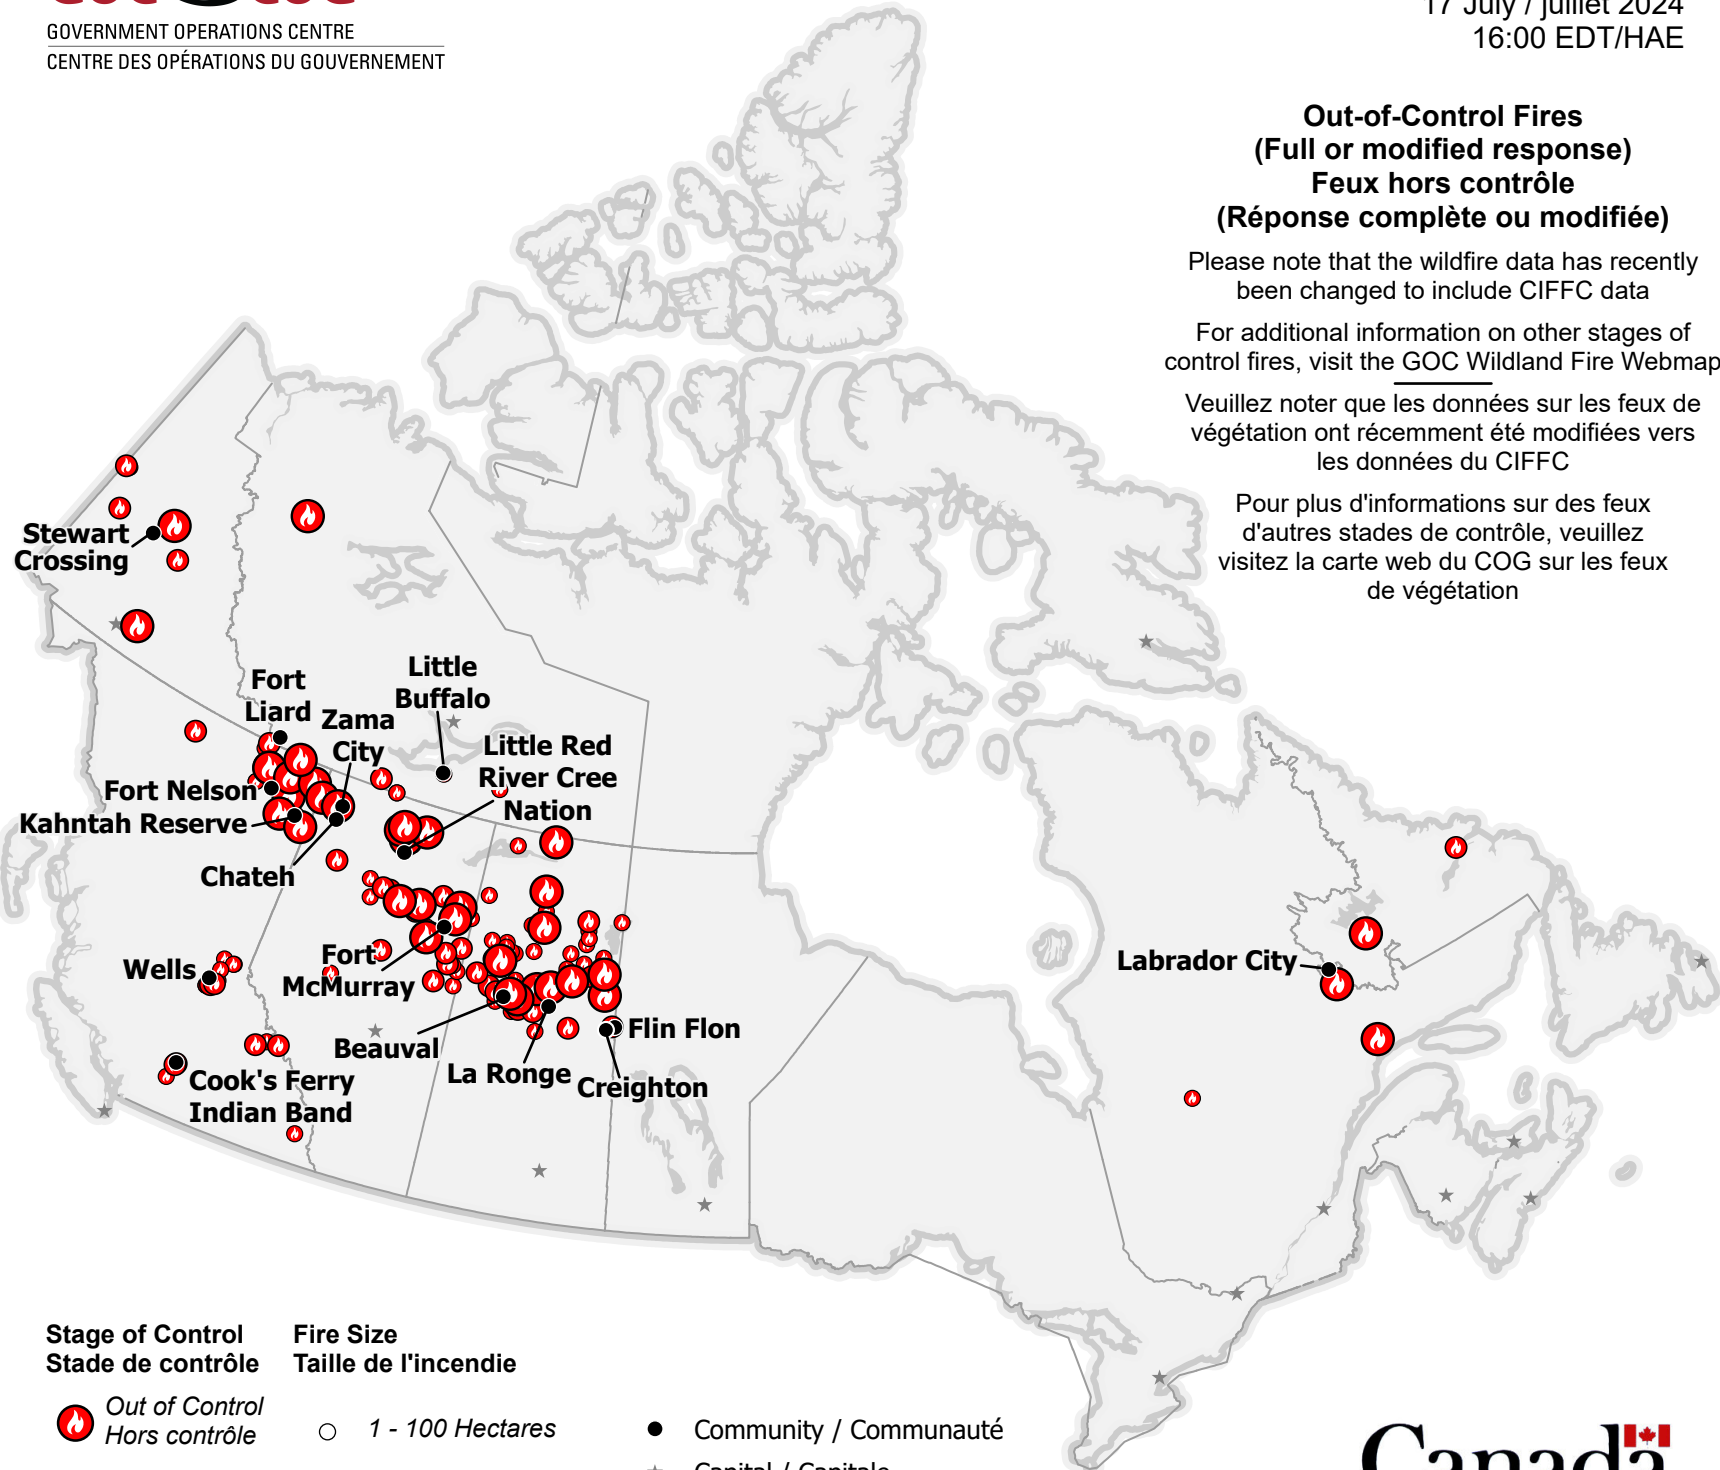 GOVERNMENT OPERATIONS CENTRE
CENTRE DES OPÉRATIONS DU GOUVERNEMENT
17 July / juillet 2024
16:00 EDT/HAE
Out-of-Control Fires
(Full or modified response)
Feux hors contrôle
(Réponse complète ou modifiée)
Please note that the wildfire data has recently
been changed to include CIFFC data
For additional information on other stages of
control fires, visit the GOC Wildland Fire Webmap
Veuillez noter que les données sur les feux de
végétation ont récemment été modifiées vers
les données du CIFFC
Pour plus d'informations sur des feux
d'autres stades de contrôle, veuillez
visitez la carte web du COG sur les feux
de végétation
Stewart
Crossing
Fort
Liard
Zama
City
Little
Buffalo
Little Red
River Cree
Nation
Fort Nelson
Kahntah Reserve
Chateh
Wells
Fort
McMurray
Beauval
La Ronge
Creighton
Flin Flon
Cook's Ferry
Indian Band
Labrador City
Stage of Control
Stade de contrôle
Out of Control
Hors contrôle
Fire Size
Taille de l'incendie
1 - 100 Hectares
Community / Communauté
Capital / Capitale
Canada